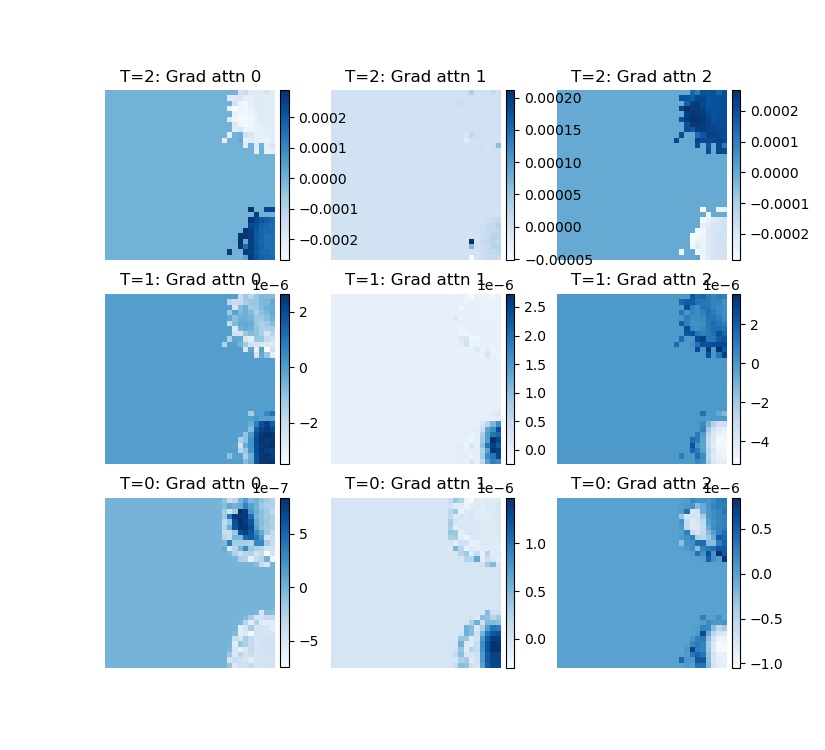 T=2: Grad attn 0
T=2: Grad attn 1
T=2: Grad attn 2
0.0002
0.0001
0.0000
−0.0001
−0.0002
0.00020
0.00015
0.00010
0.00005
0.00000
−0.00005
0.0002
0.0001
0.0000
−0.0001
−0.0002
T=1: Grad attn 0
1e−6
T=1: Grad attn 1
1e−6
T=1: Grad attn 2
1e−6
2
0
−2
2.5
2.0
1.5
1.0
0.5
0.0
2
0
−2
−4
T=0: Grad attn 0
1e−7
T=0: Grad attn 1
1e−6
T=0: Grad attn 2
1e−6
5
0
−5
1.0
0.5
0.0
0.5
0.0
−0.5
−1.0